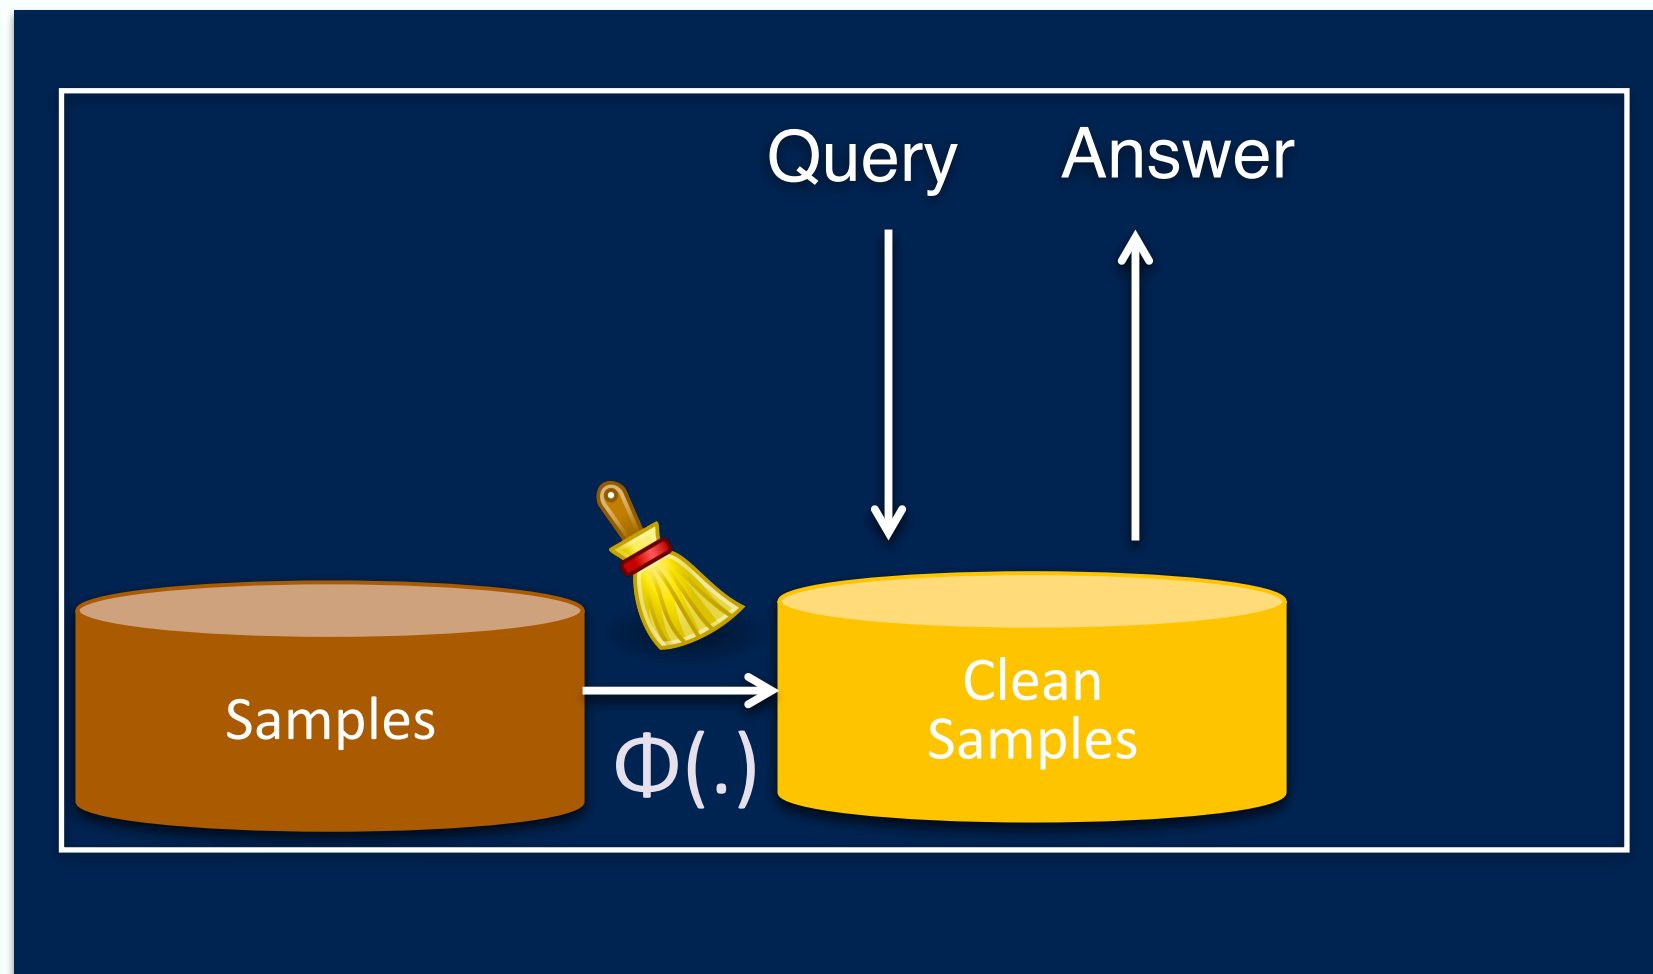 Query
Answer
Samples
Φ(.)
Clean
Samples